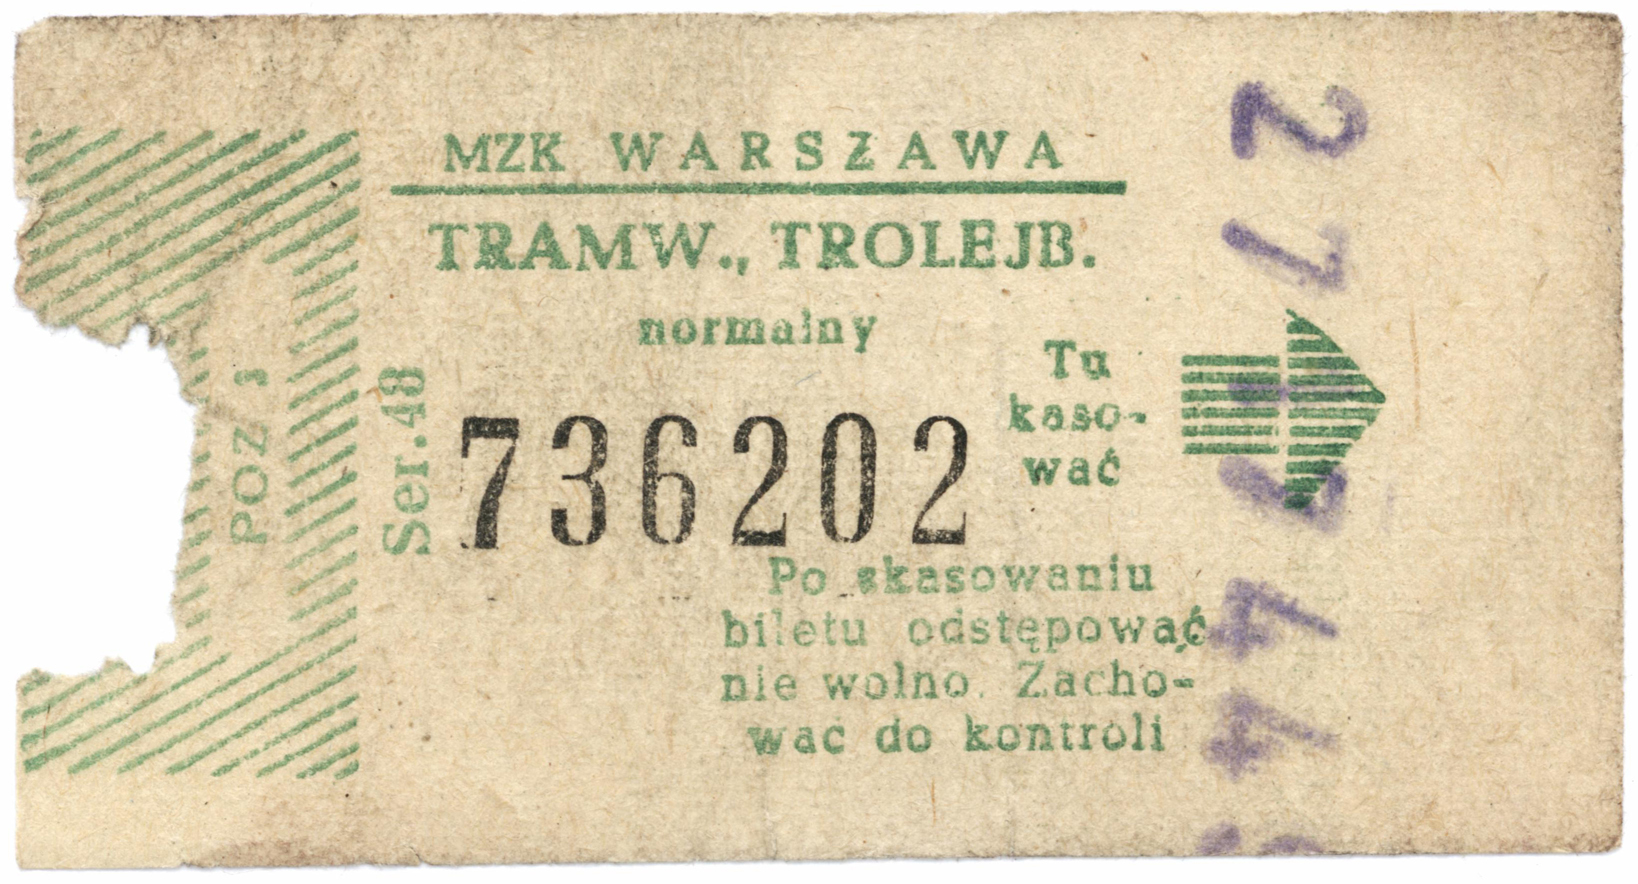 MZK WARSZAWA
TRAMW., TROLEJB.
normalny
Tu
kaso-
wać
POZ 3
Ser.48
736202
Po skasowaniu
biletu odstępować
nie wolno. Zacho-
wać do kontroli